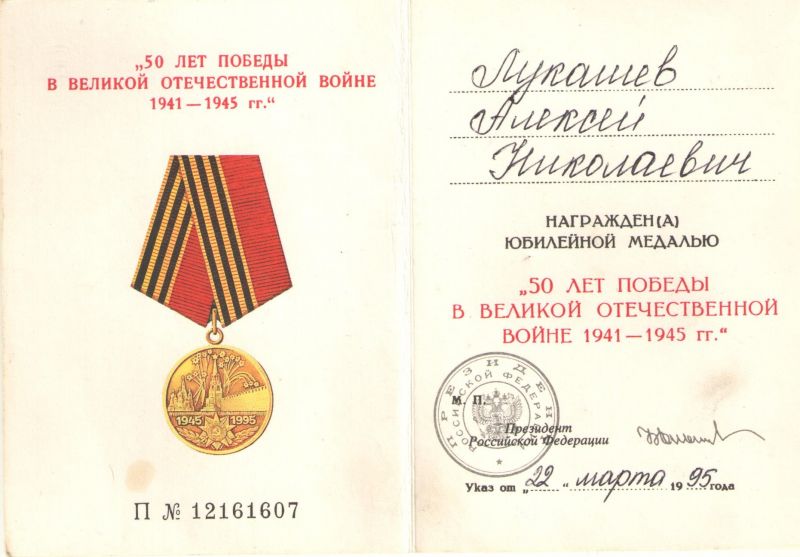 „50 ЛЕТ ПОБЕДЫ
В ВЕЛИКОЙ ОТЕЧЕСТВЕННОЙ ВОЙНЕ
1941—1945 гг.“
1945 1995
П № 12161607
Лукашев
Алексей
Николаевич
НАГРАЖДЕН(А)
ЮБИЛЕЙНОЙ МЕДАЛЬЮ
„50 ЛЕТ ПОБЕДЫ
В ВЕЛИКОЙ ОТЕЧЕСТВЕННОЙ
ВОЙНЕ 1941—1945 гг.“
ПРЕЗИДЕНТ
РОССИЙСКОЙ ФЕДЕРАЦИИ
М. П.
Президент
Российской Федерации
Указ от „22“ марта 1995 года